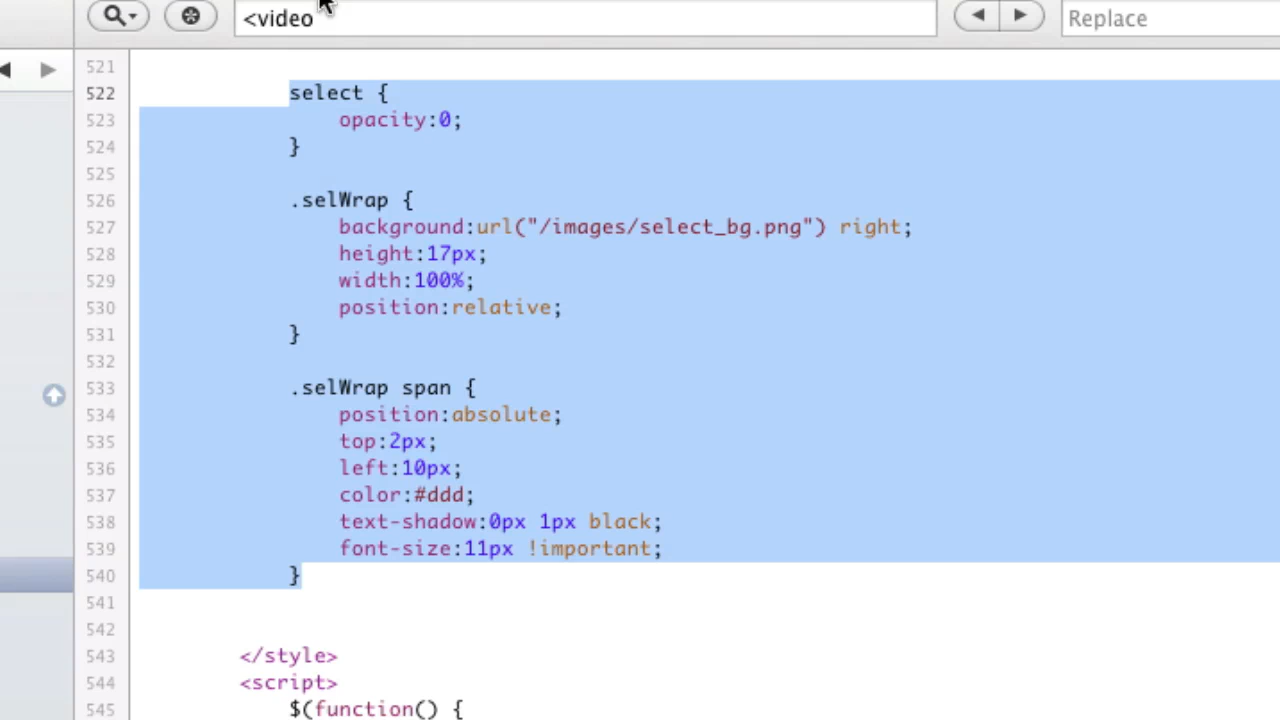 <video
Replace
521
522 select {
523 opacity:0;
524 }
525
526 .selWrap {
527 background:url("/images/select_bg.png") right;
528 height:17px;
529 width:100%;
530 position:relative;
531 }
532
533 .selWrap span {
534 position:absolute;
535 top:2px;
536 left:10px;
537 color:#ddd;
538 text-shadow:0px 1px black;
539 font-size:11px !important;
540 }
541
542
543 </style>
544 <script>
545 $(function() {